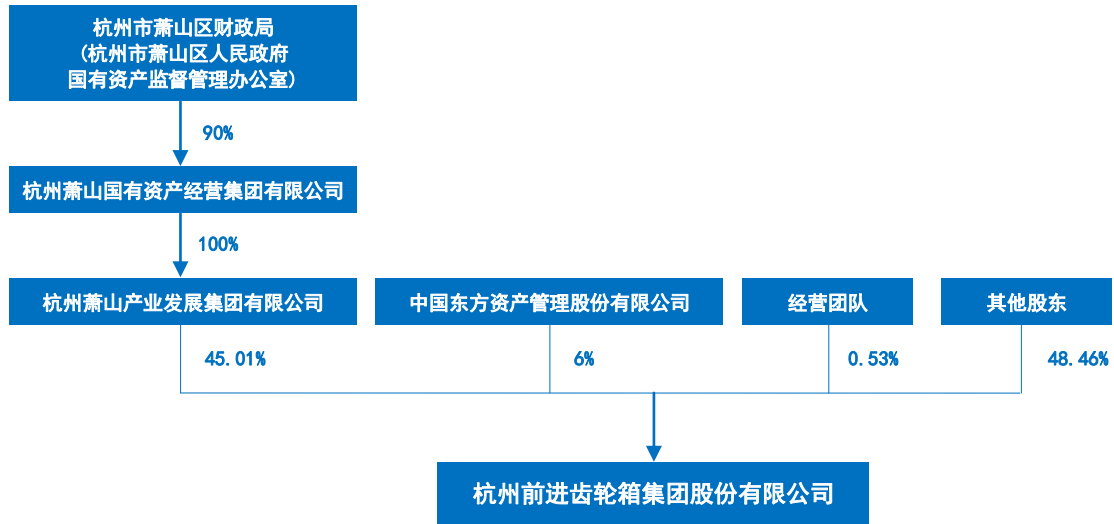 杭州市萧山区财政局
(杭州市萧山区人民政府
国有资产监督管理办公室)
90%
杭州萧山国有资产经营集团有限公司
100%
杭州萧山产业发展集团有限公司
中国东方资产管理股份有限公司
经营团队
其他股东
45.01%
6%
0.53%
48.46%
杭州前进齿轮箱集团股份有限公司